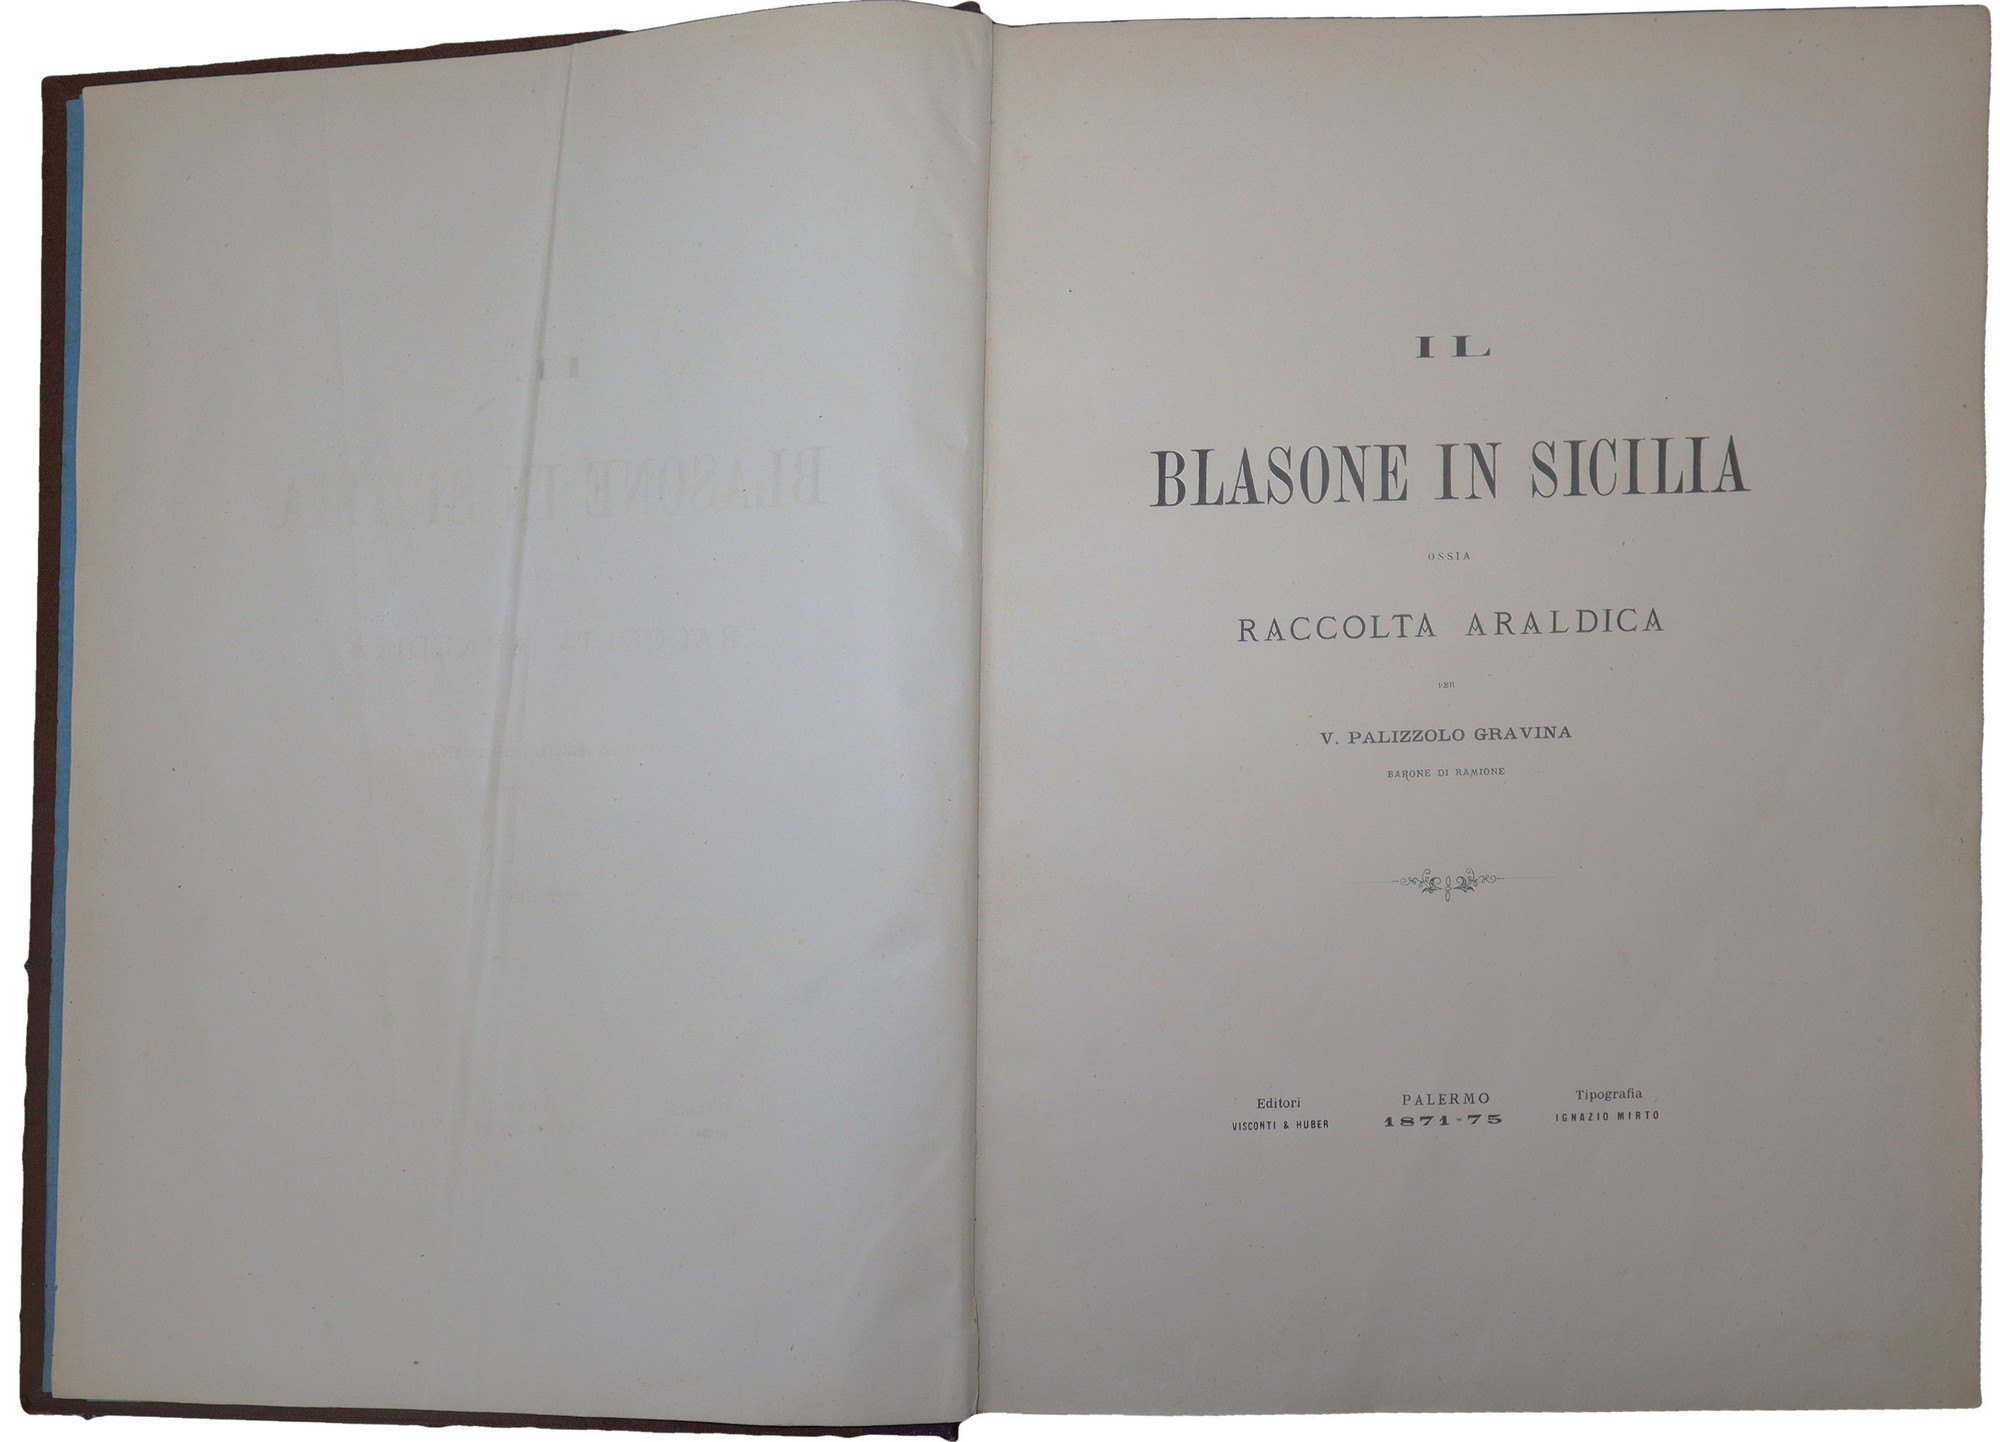 IL
BLASONE IN SICILIA
OSSIA
RACCOLTA ARALDICA
PER
V. PALIZZOLO GRAVINA
BARONE DI RAMIONE
Editori
VISCONTI & HUBER
PALERMO
1871-75
Tipografia
IGNAZIO MIRTO